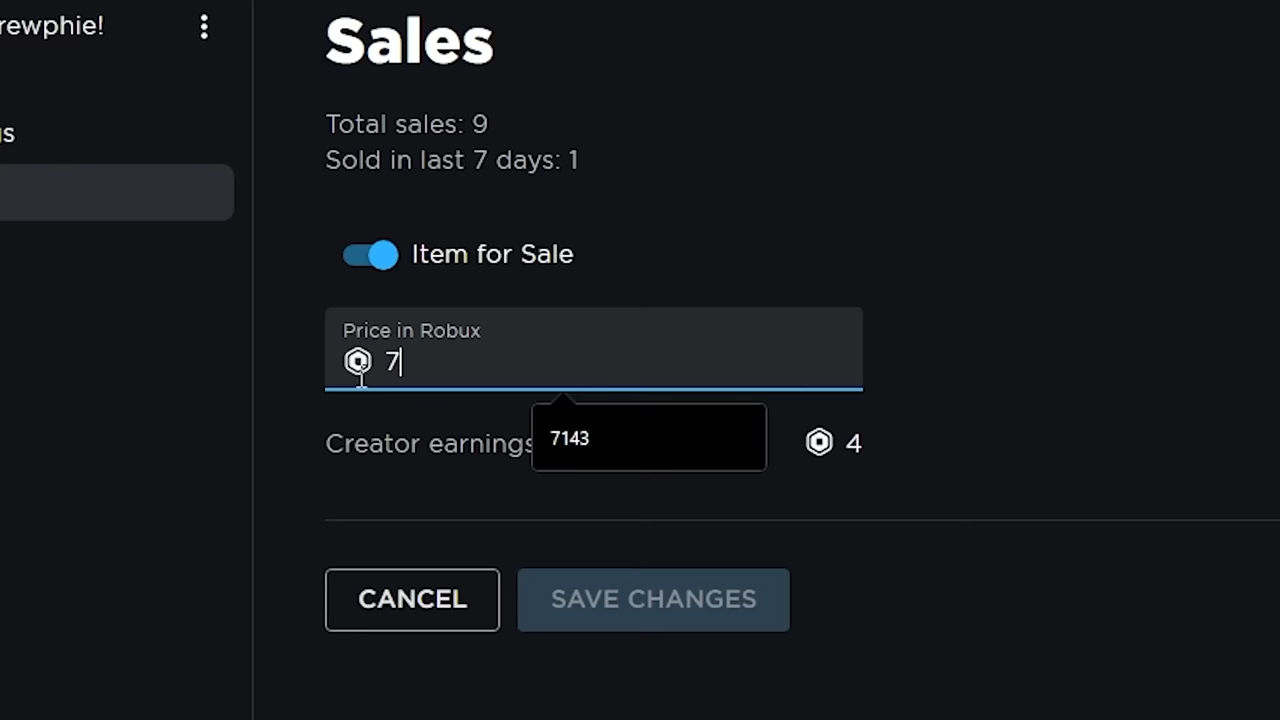 rewphie!
gs
Sales
Total sales: 9
Sold in last 7 days: 1
Item for Sale
Price in Robux
7
7143
Creator earnings
4
CANCEL
SAVE CHANGES